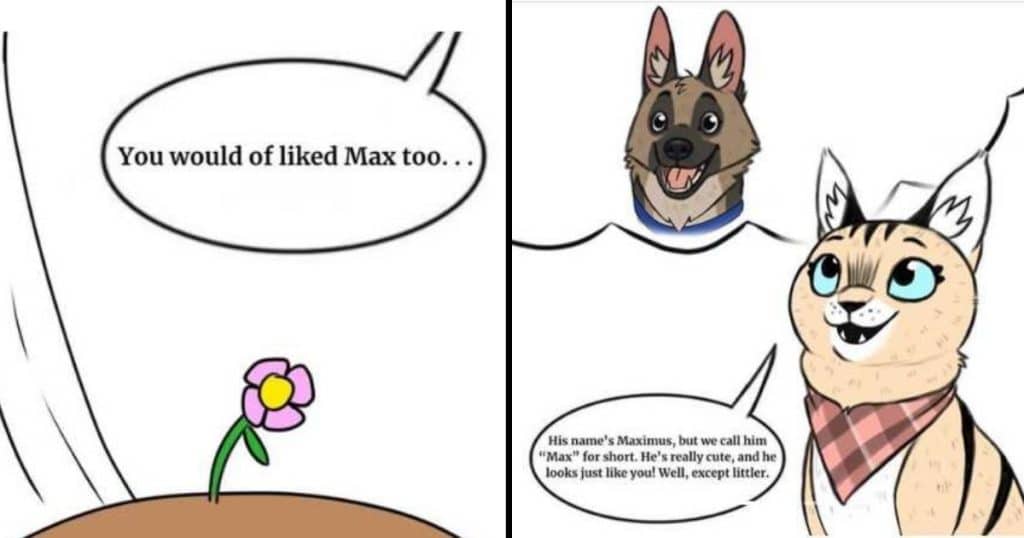 You would of liked Max too. . .
His name's Maximus, but we call him
"Max" for short. He's really cute, and he
looks just like you! Well, except littler.